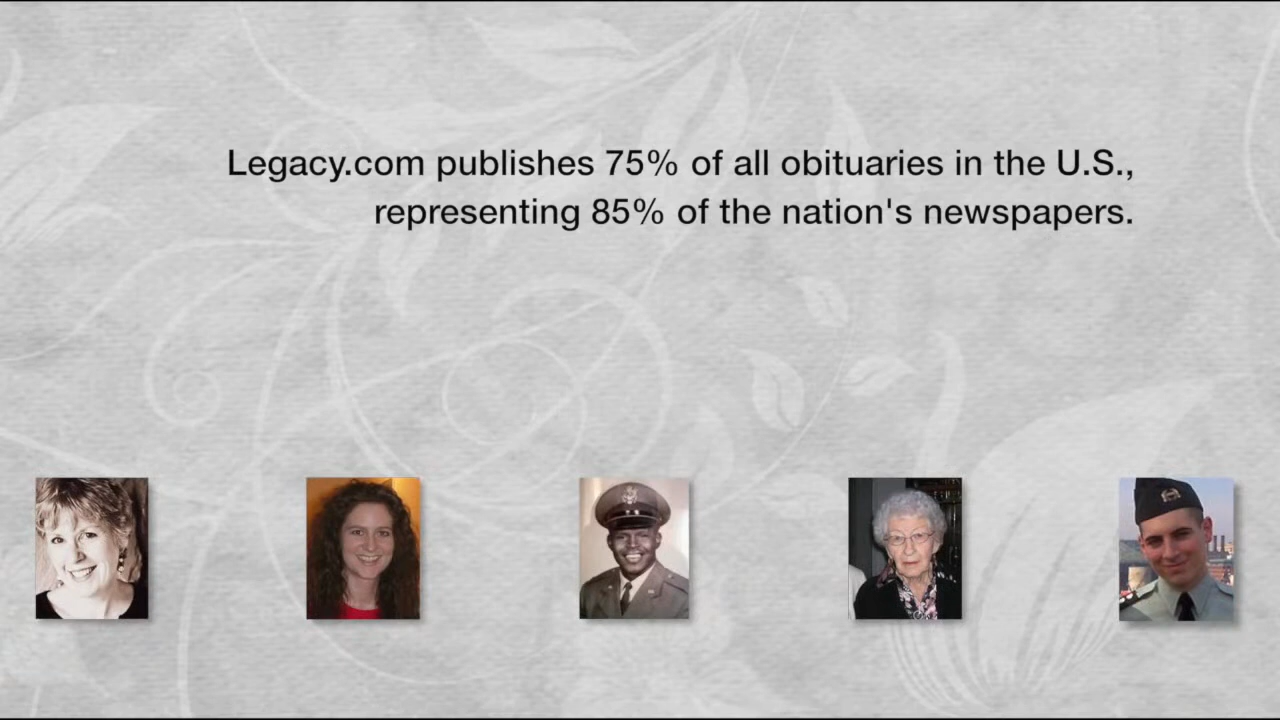 Legacy.com publishes 75% of all obituaries in the U.S.,
representing 85% of the nation's newspapers.